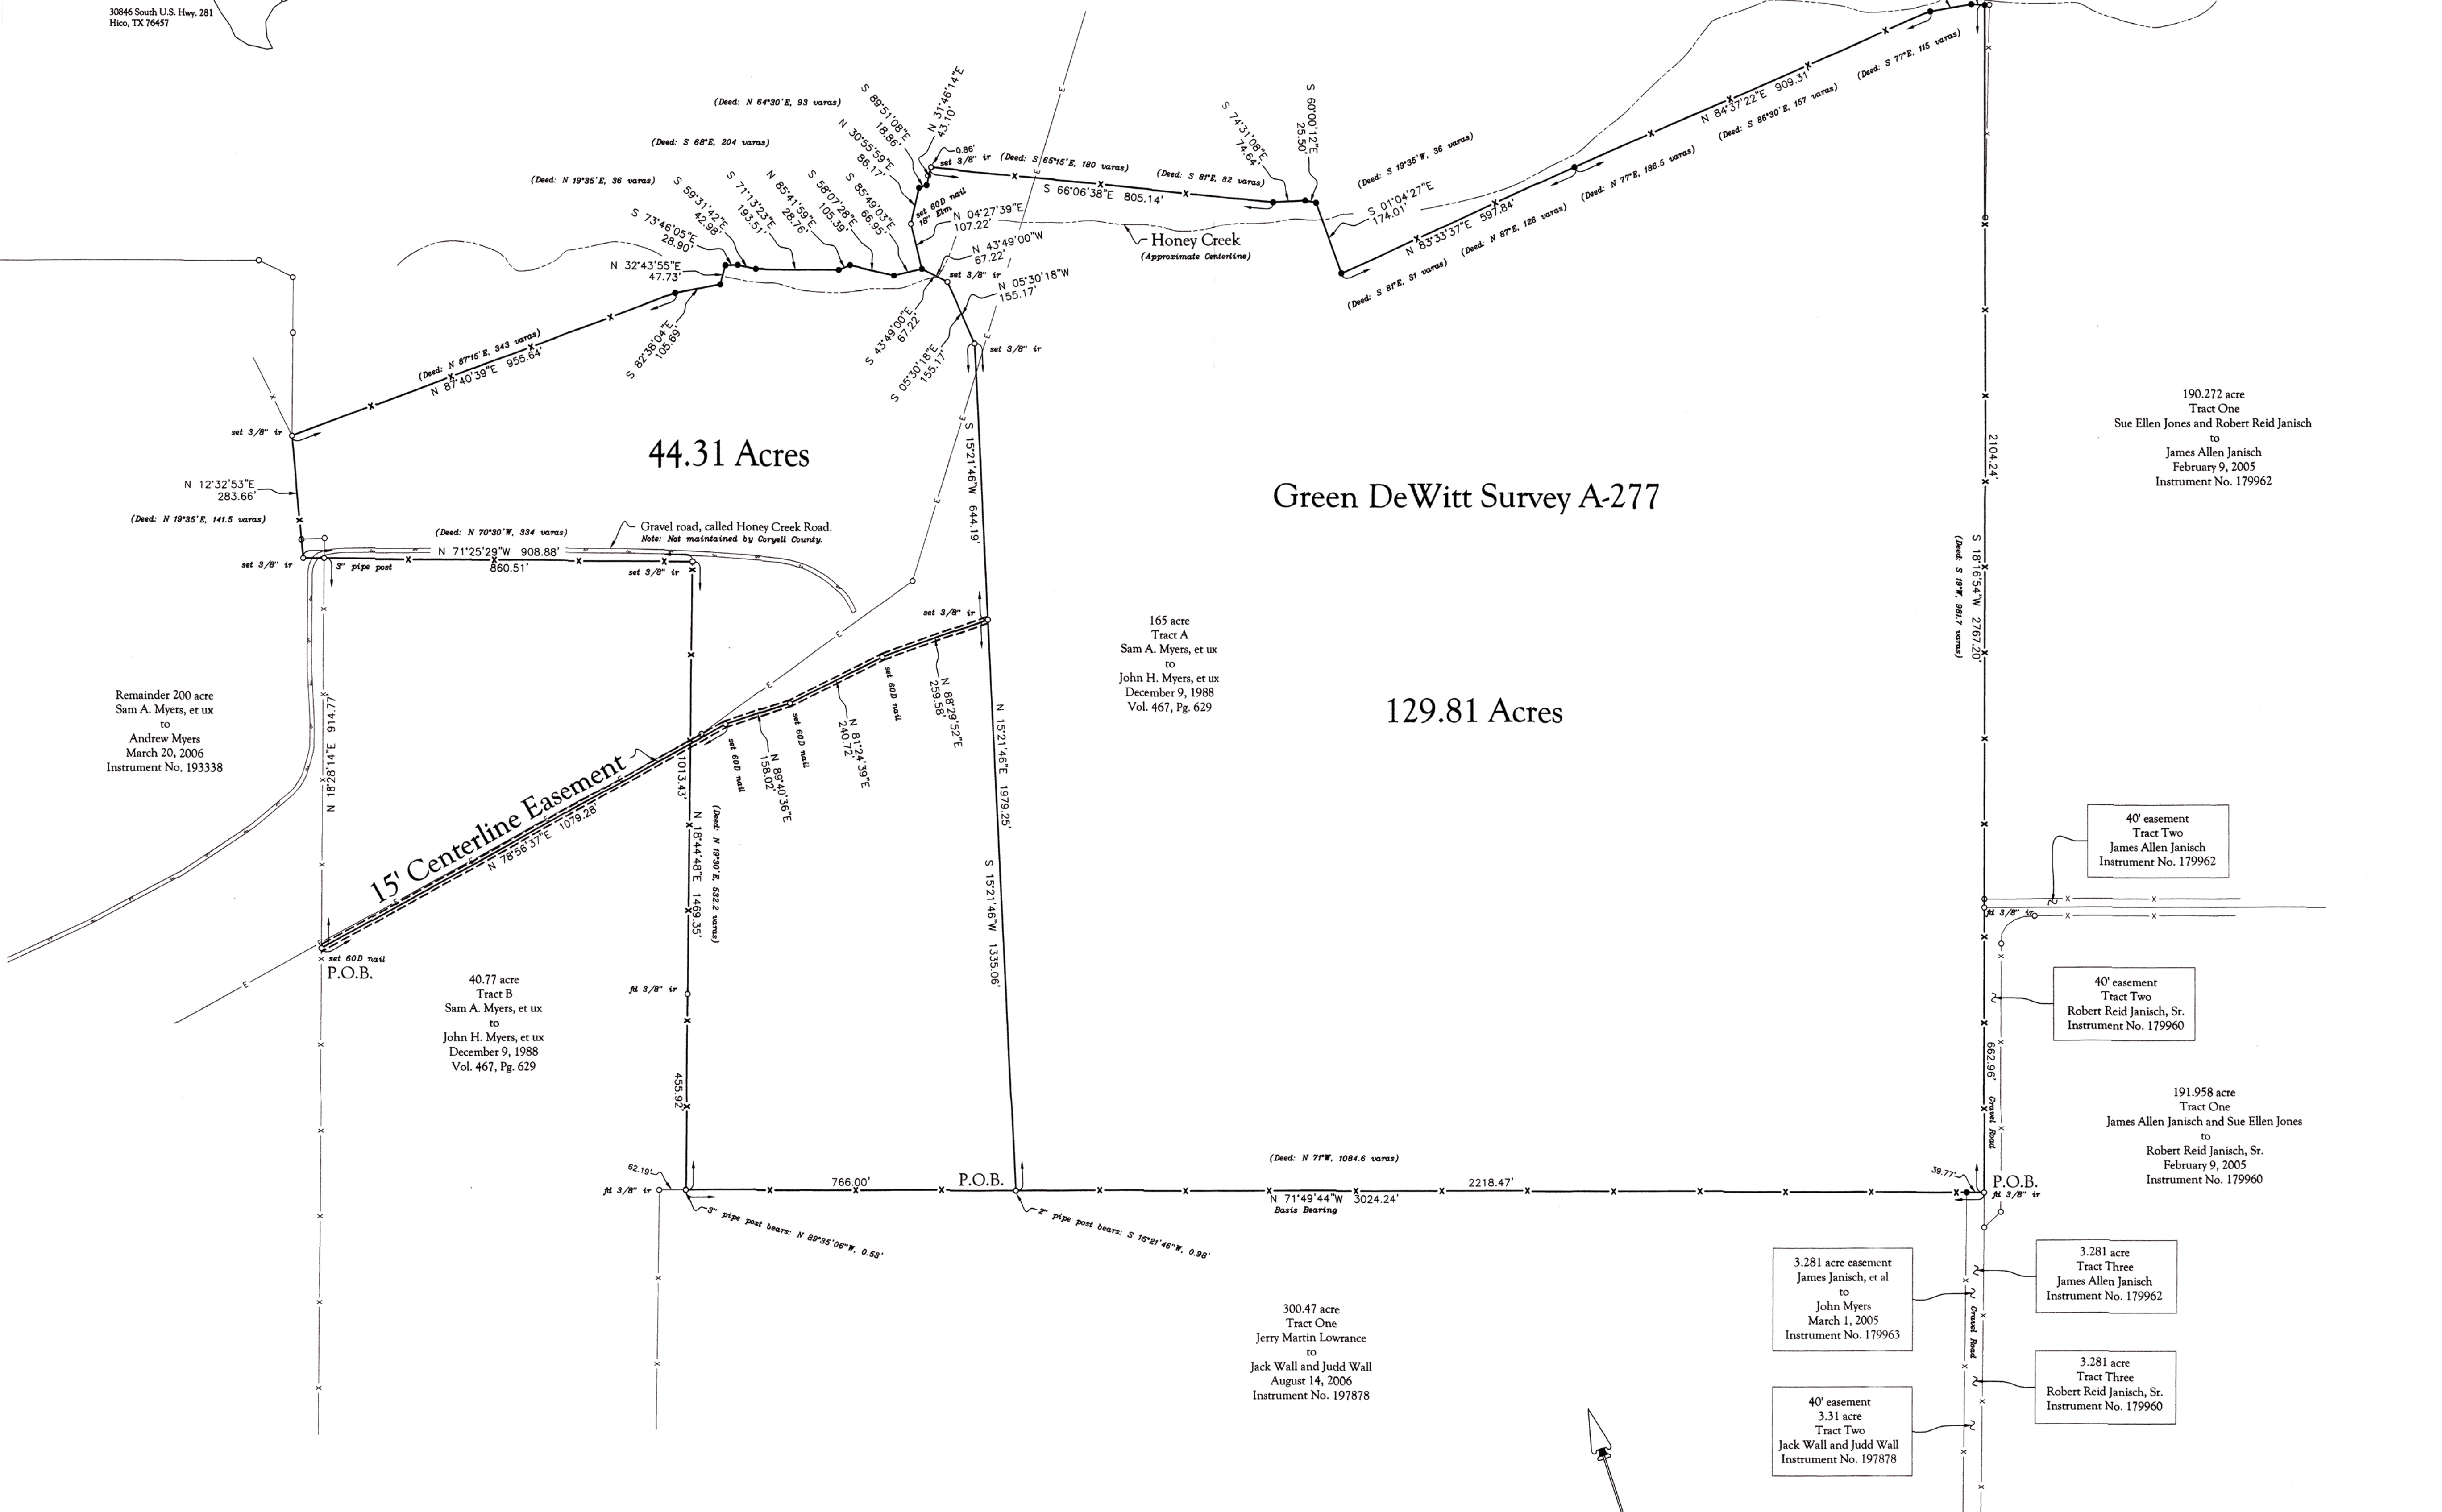 30846 South U.S. Hwy. 281
Hico, TX 76457
(Deed: N 64°30'E, 93 varas)
(Deed: S 68°E, 204 varas)
(Deed: N 19°35'E, 36 varas)
S 73°46'05"E
28.90'
S 59°31'42"E
42.98'
S 71°13'23"E
193.51'
N 85°41'59"E
28.76'
S 58°07'28"E
105.39'
S 85°49'03"E
66.95'
N 30°55'59"E
86.17'
S 89°51'08"E
18.86'
N 31°46'14"E
43.10'
0.86'
set 3/8" ir
(Deed: S 65°15'E, 180 varas)
(Deed: S 81°E, 82 varas)
S 66°06'38"E 805.14'
S 74°31'08"E
74.64'
S 60°00'12"E
25.50'
(Deed: S 19°35'W, 36 varas)
S 01°04'27"E
174.01'
N 83°33'37"E 597.84'
(Deed: S 81°E, 31 varas)
(Deed: N 87°E, 126 varas)
(Deed: N 77°E, 186.5 varas)
N 84°37'22"E 909.31'
(Deed: S 86°30'E, 157 varas)
(Deed: S 77°E, 115 varas)
set 60D nail
18" Elm
N 04°27'39"E
107.22'
N 43°49'00"W
67.22'
set 3/8" ir
N 05°30'18"W
155.17'
S 43°49'00"E
67.22'
S 05°30'18"E
155.17'
set 3/8" ir
Honey Creek
(Approximate Centerline)
N 32°43'55"E
47.73'
S 82°38'04"E
105.69'
(Deed: N 87°15'E, 343 varas)
N 87°40'39"E 955.64'
set 3/8" ir
N 12°32'53"E
283.66'
(Deed: N 19°35'E, 141.5 varas)
44.31 Acres
Green DeWitt Survey A-277
129.81 Acres
(Deed: N 70°30'W, 334 varas)
N 71°25'29"W 908.88'
860.51'
Gravel road, called Honey Creek Road.
Note: Not maintained by Coryell County.
set 3/8" ir
3" pipe post
set 3/8" ir
S 15°21'46"W 644.19'
set 3/8" ir
N 15°21'46"E 1979.25'
S 15°21'46"W 1335.06'
2104.24'
S 18°16'54"W 2767.20'
(Deed: S 19°W, 981.7 varas)
190.272 acre
Tract One
Sue Ellen Jones and Robert Reid Janisch
to
James Allen Janisch
February 9, 2005
Instrument No. 179962
165 acre
Tract A
Sam A. Myers, et ux
to
John H. Myers, et ux
December 9, 1988
Vol. 467, Pg. 629
Remainder 200 acre
Sam A. Myers, et ux
to
Andrew Myers
March 20, 2006
Instrument No. 193338
N 18°28'14"E 914.77'
15' Centerline Easement
N 78°56'37"E 1079.28'
set 60D nail
N 89°40'36"E
158.02'
set 60D nail
N 81°24'39"E
240.72'
set 60D nail
N 88°29'52"E
259.58'
1013.43'
N 18°44'48"E 1469.35'
(Deed: N 19°30'E, 532.2 varas)
set 60D nail
P.O.B.
40.77 acre
Tract B
Sam A. Myers, et ux
to
John H. Myers, et ux
December 9, 1988
Vol. 467, Pg. 629
fd 3/8" ir
455.92'
40' easement
Tract Two
James Allen Janisch
Instrument No. 179962
fd 3/8" ir
40' easement
Tract Two
Robert Reid Janisch, Sr.
Instrument No. 179960
662.96'
Gravel Road
191.958 acre
Tract One
James Allen Janisch and Sue Ellen Jones
to
Robert Reid Janisch, Sr.
February 9, 2005
Instrument No. 179960
62.19'
fd 3/8" ir
766.00'
P.O.B.
(Deed: N 71°W, 1084.6 varas)
N 71°49'44"W 3024.24'
Basis Bearing
2218.47'
39.77'
P.O.B.
fd 3/8" ir
3" pipe post bears: N 89°35'06"W, 0.53'
2" pipe post bears: S 15°21'46"W, 0.98'
300.47 acre
Tract One
Jerry Martin Lowrance
to
Jack Wall and Judd Wall
August 14, 2006
Instrument No. 197878
3.281 acre easement
James Janisch, et al
to
John Myers
March 1, 2005
Instrument No. 179963
3.281 acre
Tract Three
James Allen Janisch
Instrument No. 179962
Gravel Road
3.281 acre
Tract Three
Robert Reid Janisch, Sr.
Instrument No. 179960
40' easement
3.31 acre
Tract Two
Jack Wall and Judd Wall
Instrument No. 197878